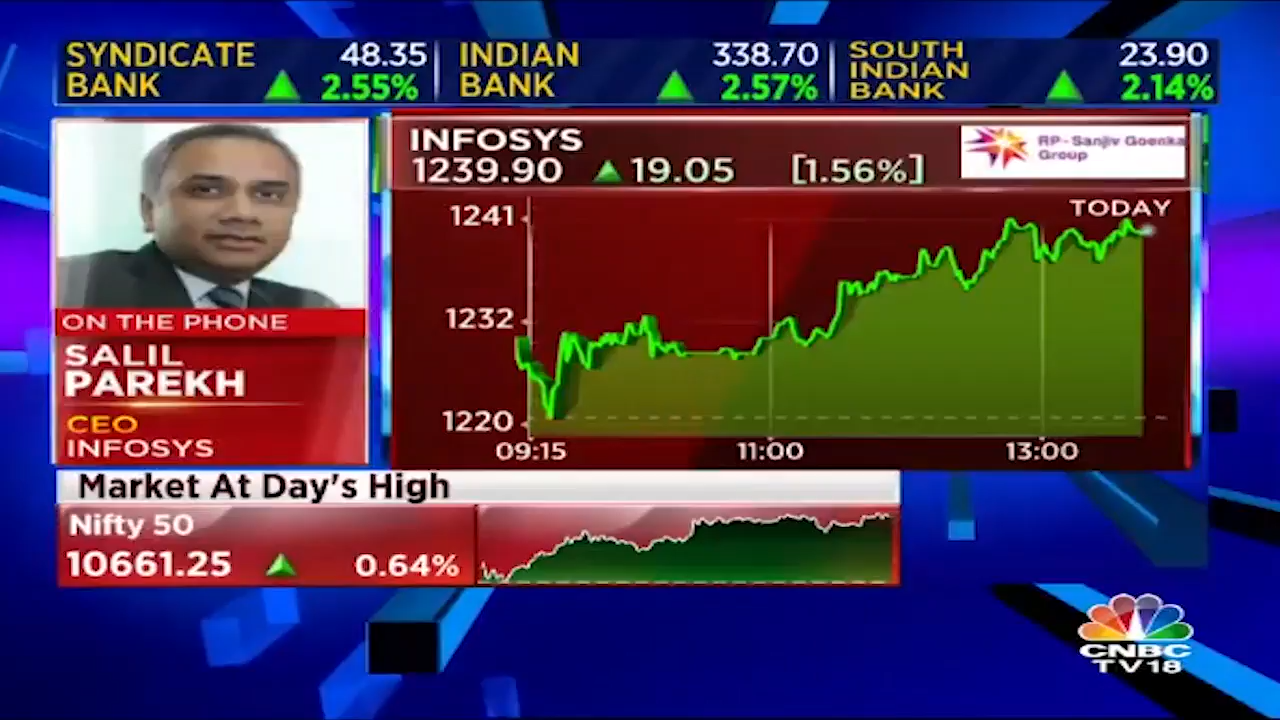 SYNDICATE BANK 48.35 2.55%
INDIAN BANK 338.70 2.57%
SOUTH INDIAN BANK 23.90 2.14%
INFOSYS
1239.90 19.05 [1.56%]
RP-Sanjiv Goenka
Group
TODAY
1241
1232
1220
09:15 11:00 13:00
ON THE PHONE
SALIL
PAREKH
CEO
INFOSYS
Market At Day's High
Nifty 50
10661.25 0.64%
CNBC
TV18